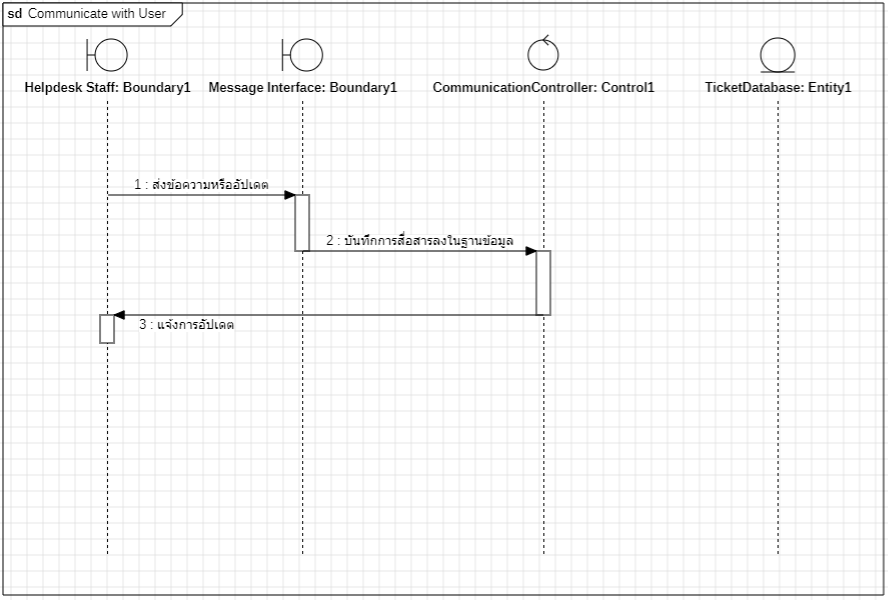 sd Communicate with User
Helpdesk Staff: Boundary1
Message Interface: Boundary1
CommunicationController: Control1
TicketDatabase: Entity1
1 : ส่งข้อความหรืออัปเดต
2 : บันทึกการสื่อสารลงในฐานข้อมูล
3 : แจ้งการอัปเดต